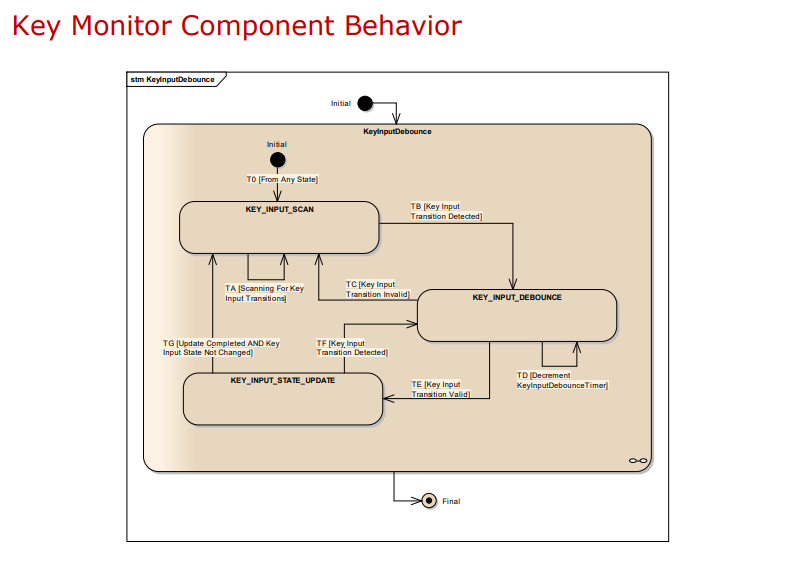 Key Monitor Component Behavior
stm KeyInputDebounce
Initial
KeyInputDebounce
Initial
T0 [From Any State]
KEY_INPUT_SCAN
TB [Key Input
Transition Detected]
TA [Scanning For Key
Input Transitions]
TC [Key Input
Transition Invalid]
KEY_INPUT_DEBOUNCE
TG [Update Completed AND Key
Input State Not Changed]
TF [Key Input
Transition Detected]
KEY_INPUT_STATE_UPDATE
TE [Key Input
Transition Valid]
TD [Decrement
KeyInputDebounceTimer]
Final